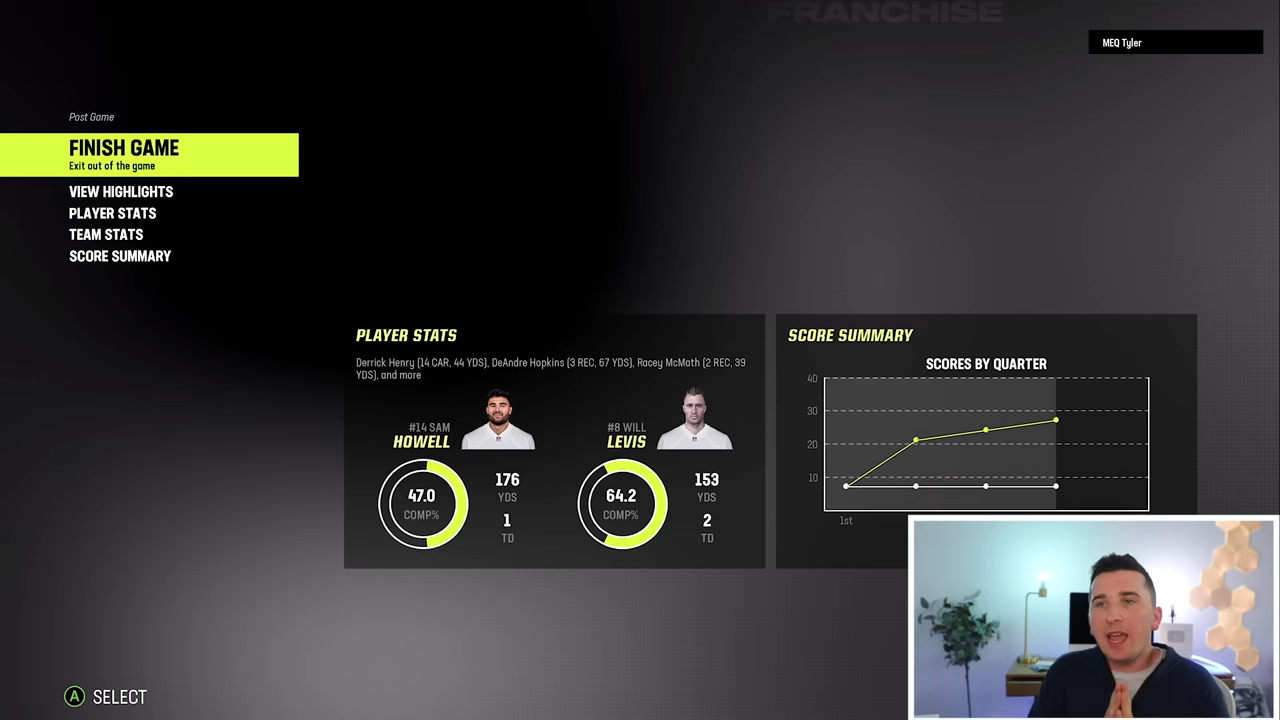 FRANCHISE
MEQ Tyler
Post Game
FINISH GAME
Exit out of the game
VIEW HIGHLIGHTS
PLAYER STATS
TEAM STATS
SCORE SUMMARY
PLAYER STATS
Derrick Henry (14 CAR, 44 YDS), DeAndre Hopkins (3 REC, 67 YDS), Racey McMath (2 REC, 39
YDS), and more
#14 SAM
HOWELL
47.0
COMP%
176
YDS
1
TD
#8 WILL
LEVIS
64.2
COMP%
153
YDS
2
TD
SCORE SUMMARY
SCORES BY QUARTER
40
30
20
10
1st
A SELECT